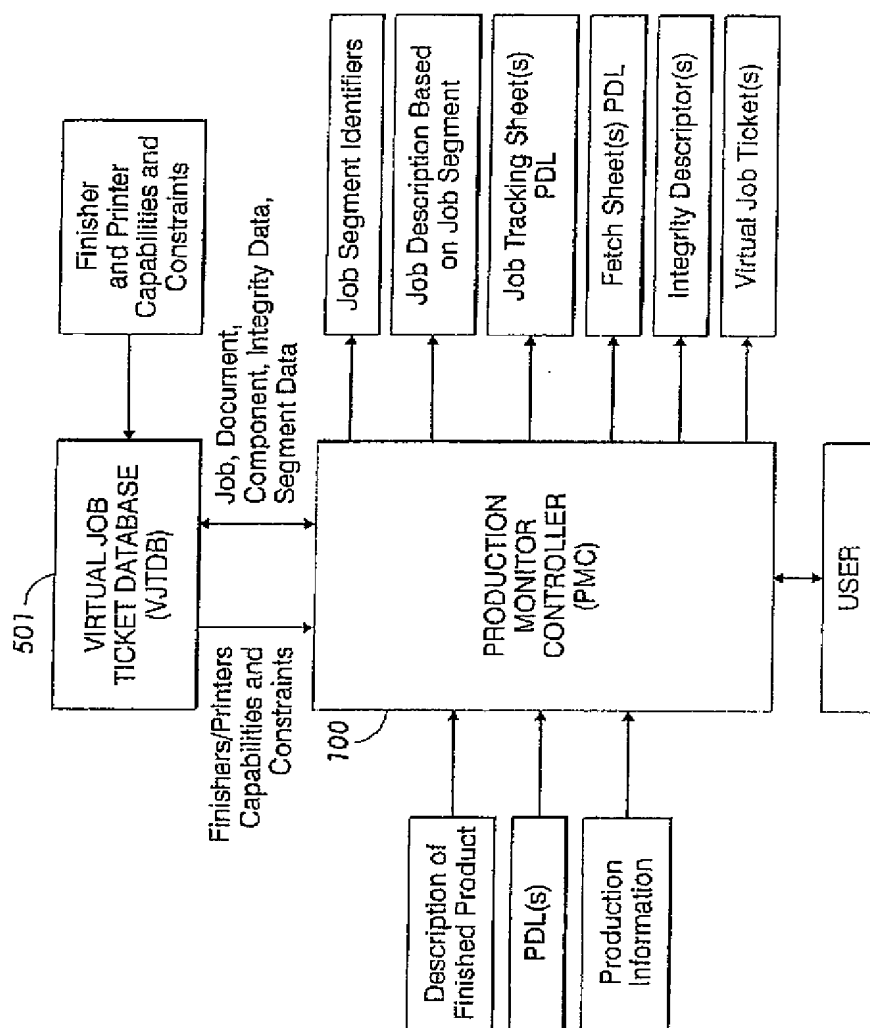 501
VIRTUAL JOB
TICKET DATABASE
(VJTDB)
Finisher
and Printer
Capabilities and
Constraints
Finishers/Printers
Capabilities and
Constraints
Job, Document,
Component, Integrity Data,
Segment Data
100
PRODUCTION
MONITOR
CONTROLLER
(PMC)
Description of
Finished Product
PDL(s)
Production
Information
Job Segment Identifiers
Job Description Based
on Job Segment
Job Tracking Sheet(s)
PDL
Fetch Sheet(s) PDL
Integrity Descriptor(s)
Virtual Job Ticket(s)
USER